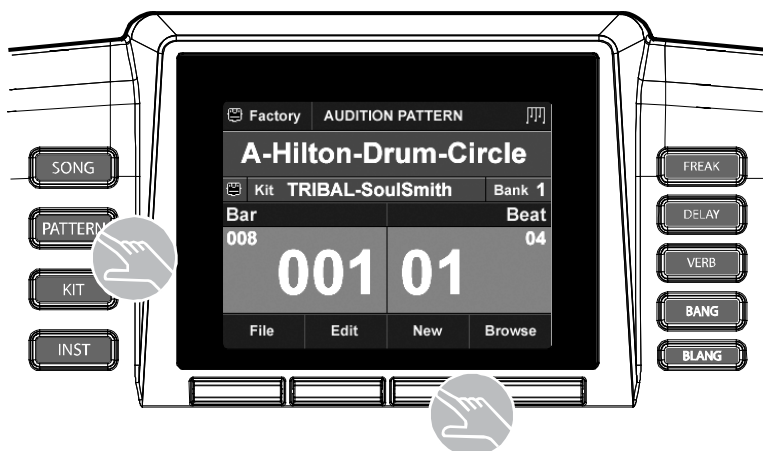 Factory AUDITION PATTERN
A-Hilton-Drum-Circle
Kit TRIBAL-SoulSmith Bank 1
Bar Beat
008 001 01 04
File Edit New Browse
SONG
PATTERN
KIT
INST
FREAK
DELAY
VERB
BANG
BLANG